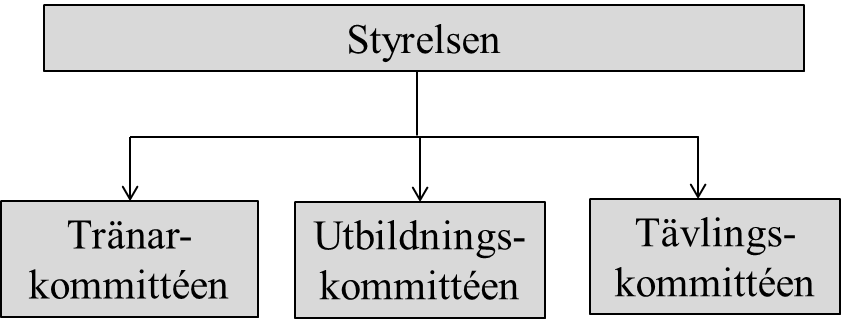 Styrelsen
Tränar-
kommittéen
Utbildnings-
kommittéen
Tävlings-
kommittéen